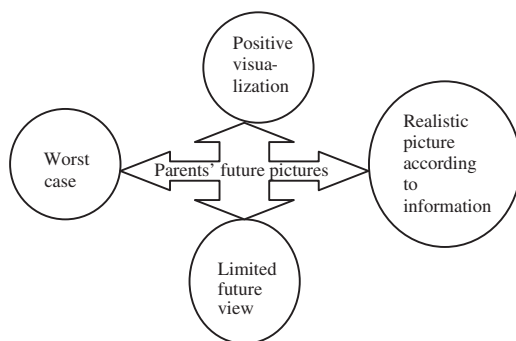 Positive
visua-
lization
Worst
case
Parents' future pictures
Realistic
picture
according
to
information
Limited
future
view